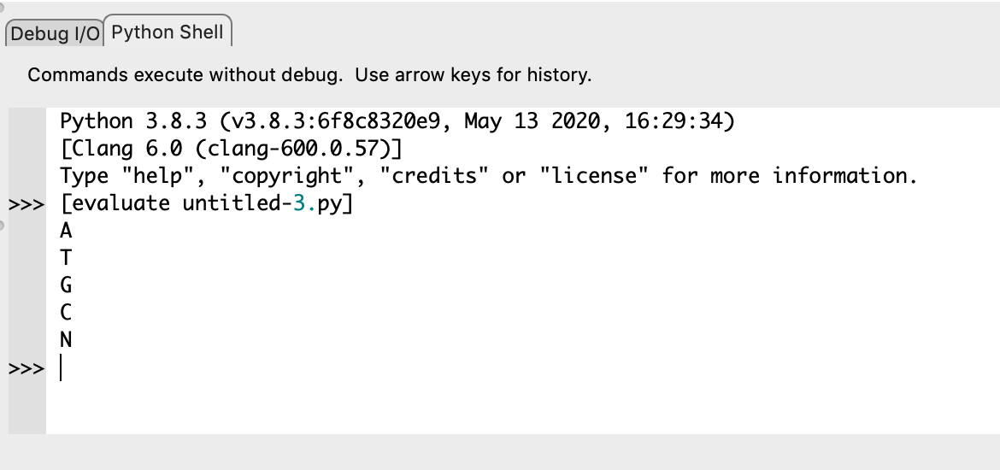 Debug I/O Python Shell
Commands execute without debug.  Use arrow keys for history.
Python 3.8.3 (v3.8.3:6f8c8320e9, May 13 2020, 16:29:34)
[Clang 6.0 (clang-600.0.57)]
Type "help", "copyright", "credits" or "license" for more information.
>>> [evaluate untitled-3.py]
A
T
G
C
N
>>>